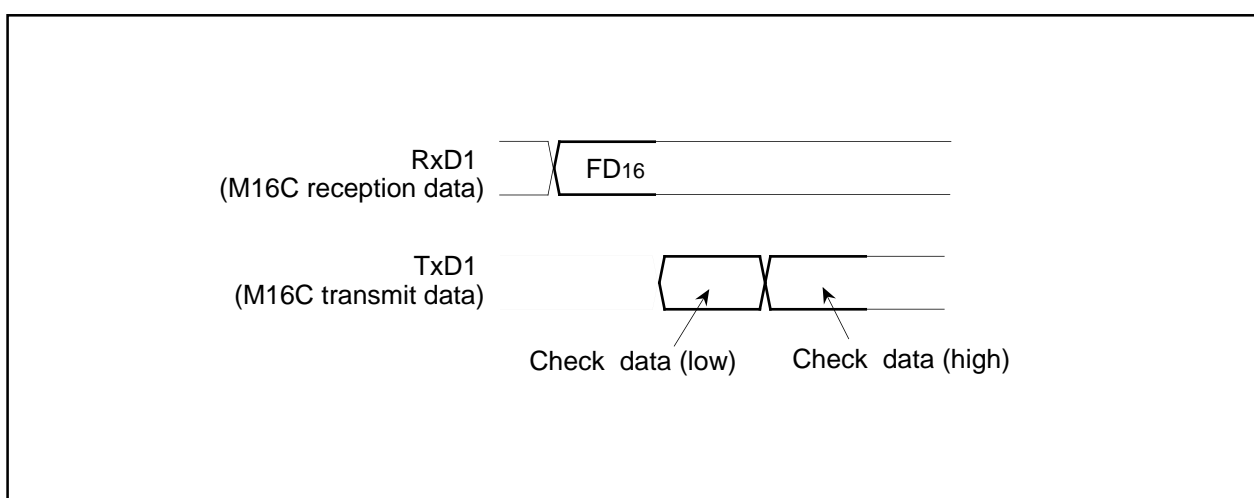 RxD1
(M16C reception data)
FD16
TxD1
(M16C transmit data)
Check data (low)
Check data (high)